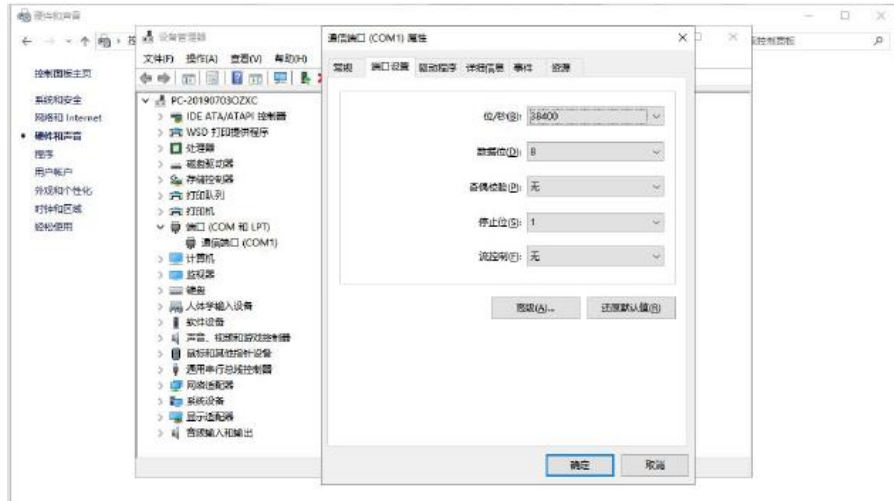 硬件和声音
控制面板
控制面板主页
系统和安全
网络和 Internet
硬件和声音
程序
用户帐户
外观和个性化
时钟和区域
轻松使用
设备管理器
文件(F) 操作(A) 查看(V) 帮助(H)
PC-20190703OZXC
IDE ATA/ATAPI 控制器
WSD 打印提供程序
处理器
磁盘驱动器
存储控制器
打印队列
打印机
端口 (COM 和 LPT)
通信端口 (COM1)
计算机
监视器
键盘
人体学输入设备
软件设备
声音、视频和游戏控制器
鼠标和其他指针设备
通用串行总线控制器
网络适配器
系统设备
显示适配器
音频输入和输出
通信端口 (COM1) 属性
常规 端口设置 驱动程序 详细信息 事件 资源
位/秒(B): 38400
数据位(D): 8
奇偶校验(P): 无
停止位(S): 1
流控制(F): 无
高级(A)... 还原默认值(R)
确定 取消